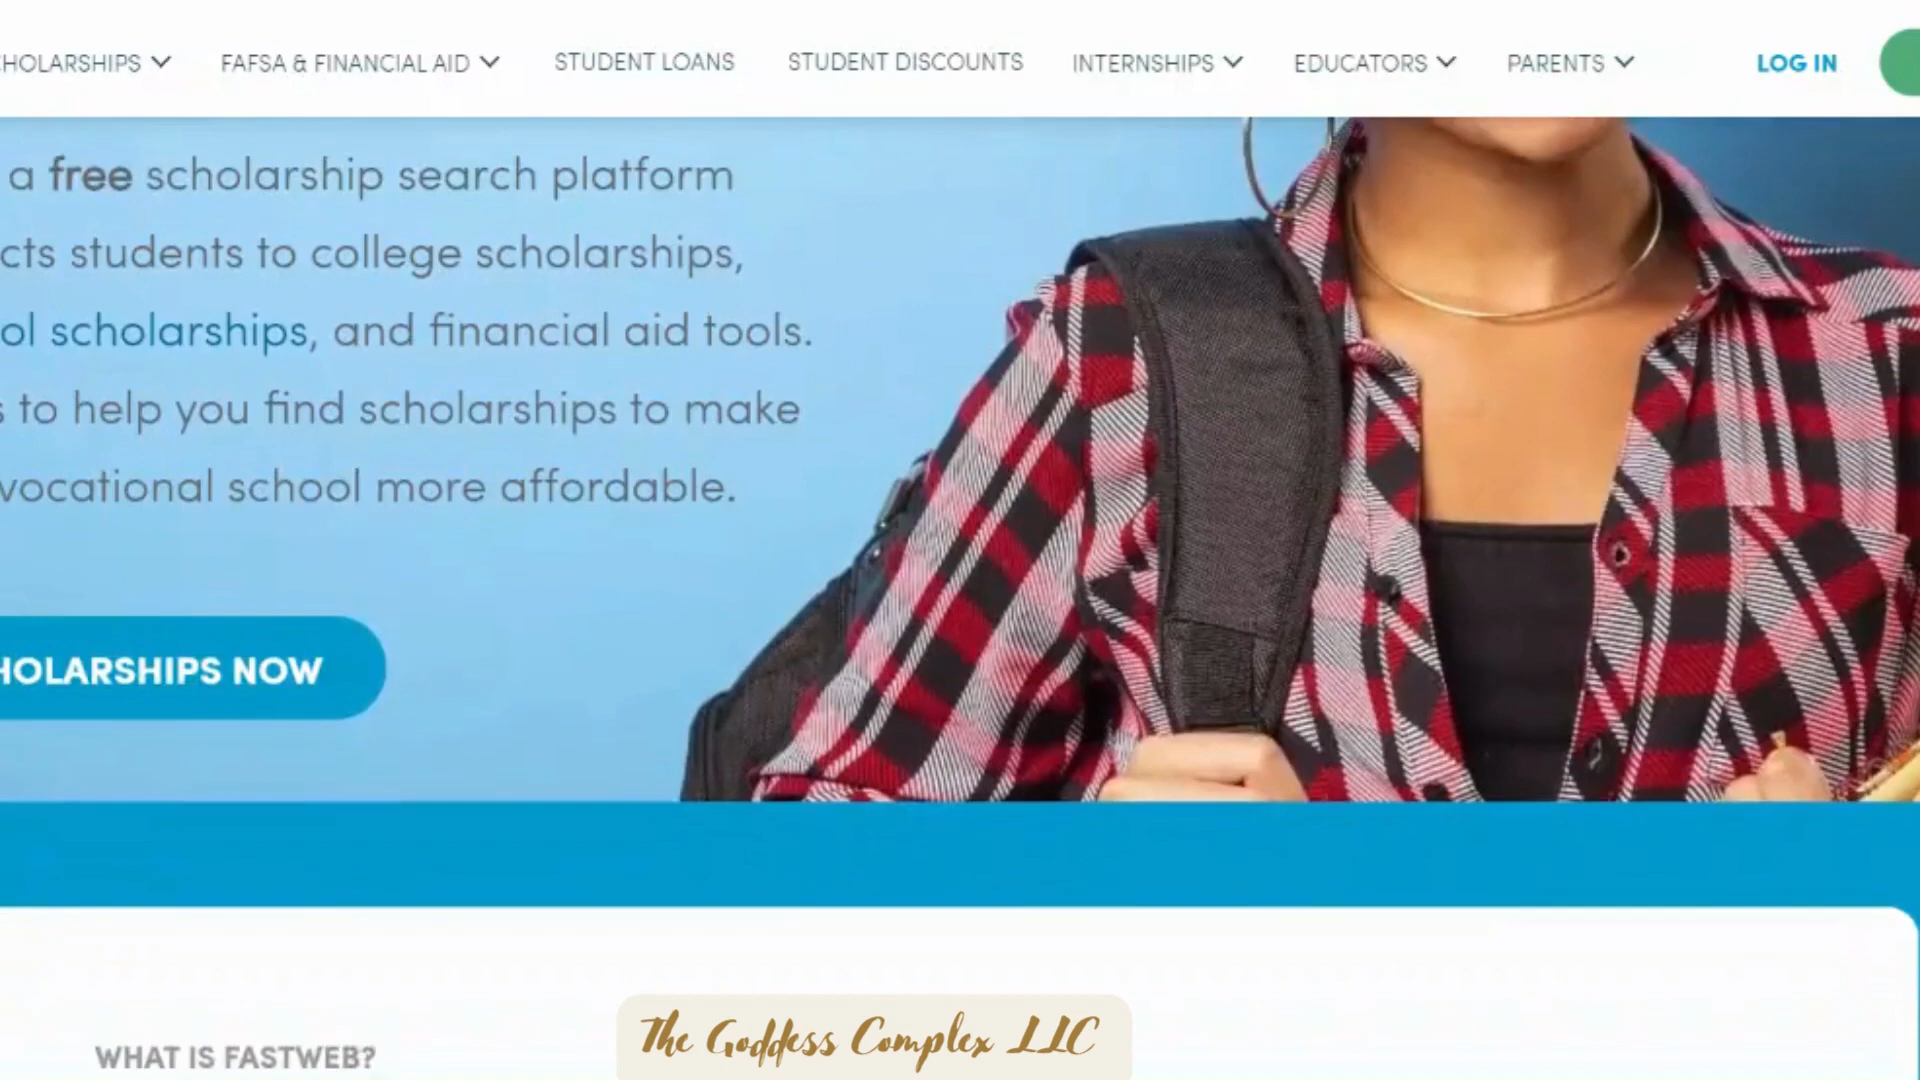 CHOLARSHIPS
FAFSA & FINANCIAL AID
STUDENT LOANS
STUDENT DISCOUNTS
INTERNSHIPS
EDUCATORS
PARENTS
LOG IN
a free scholarship search platform
cts students to college scholarships,
ol scholarships, and financial aid tools.
s to help you find scholarships to make
vocational school more affordable.
HOLARSHIPS NOW
WHAT IS FASTWEB?
The Goddess Complex LLC